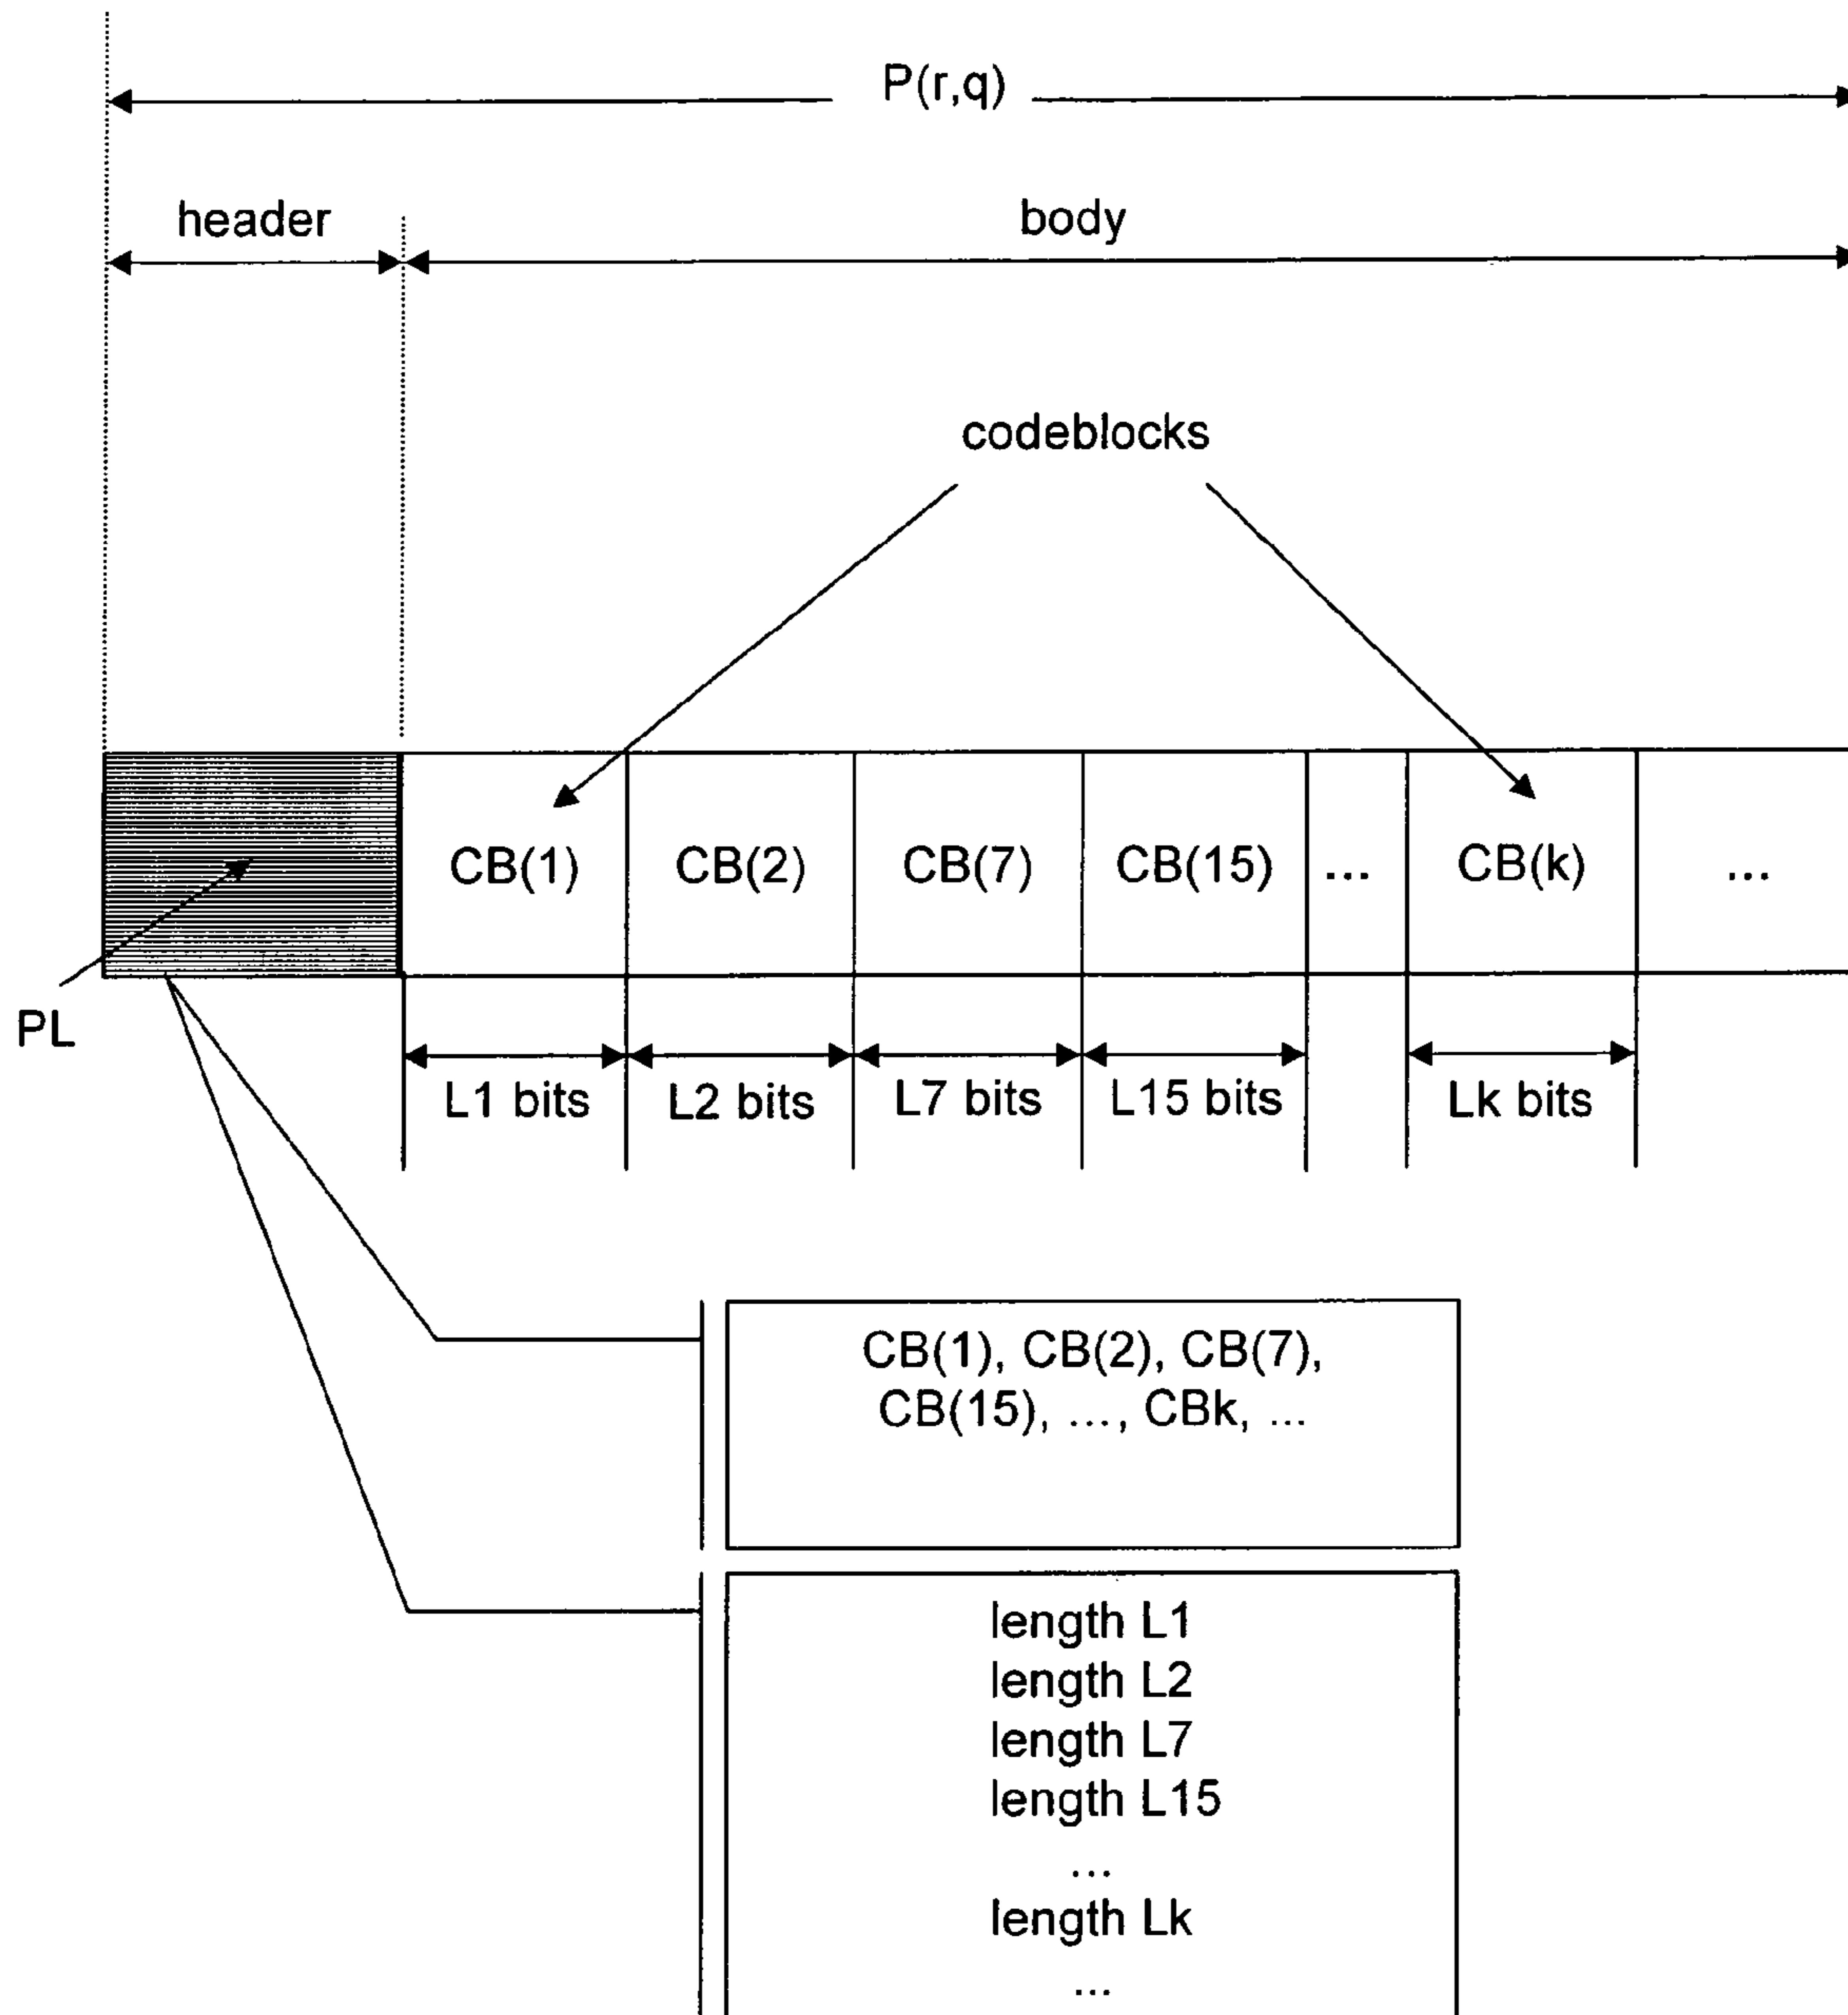 P(r,q)
header
body
codeblocks
CB(1)
CB(2)
CB(7)
CB(15)
...
CB(k)
...
PL
L1 bits
L2 bits
L7 bits
L15 bits
Lk bits
CB(1), CB(2), CB(7),
CB(15), ..., CBk, ...
length L1
length L2
length L7
length L15
...
length Lk
...